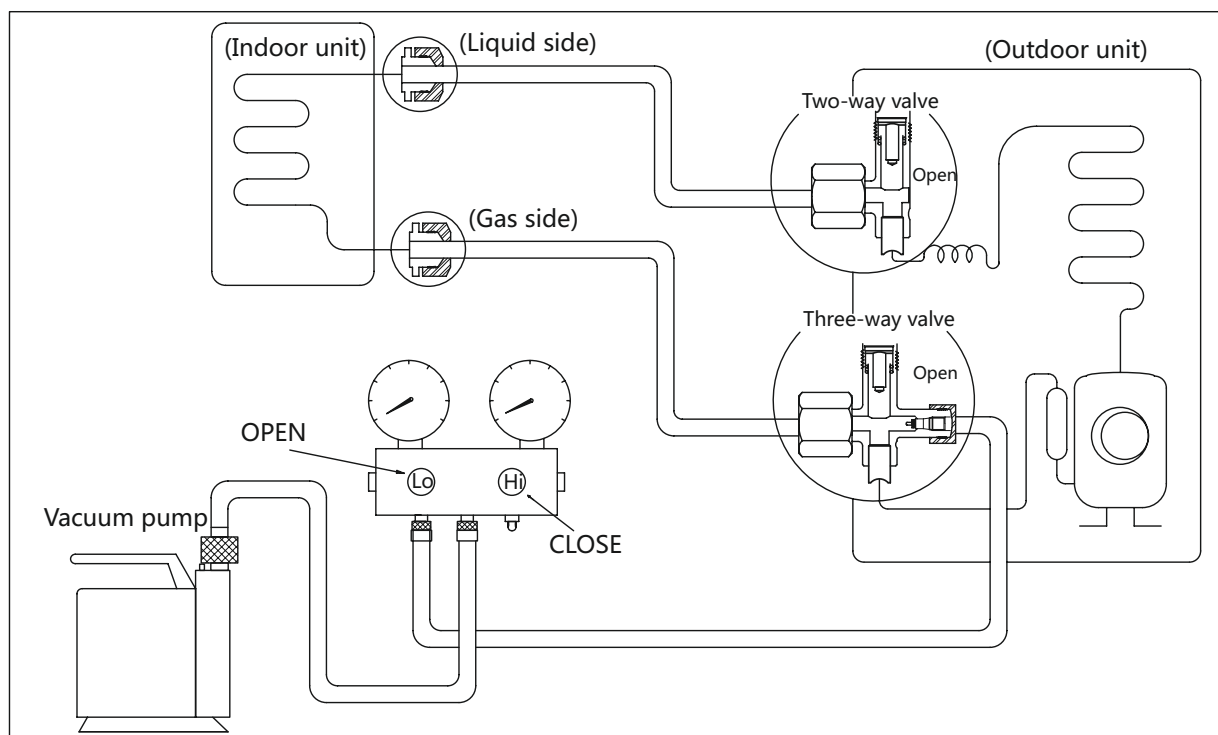 (Indoor unit)
(Liquid side)
(Outdoor unit)
Two-way valve
Open
(Gas side)
Three-way valve
Open
OPEN
Lo
Hi
Vacuum pump
CLOSE